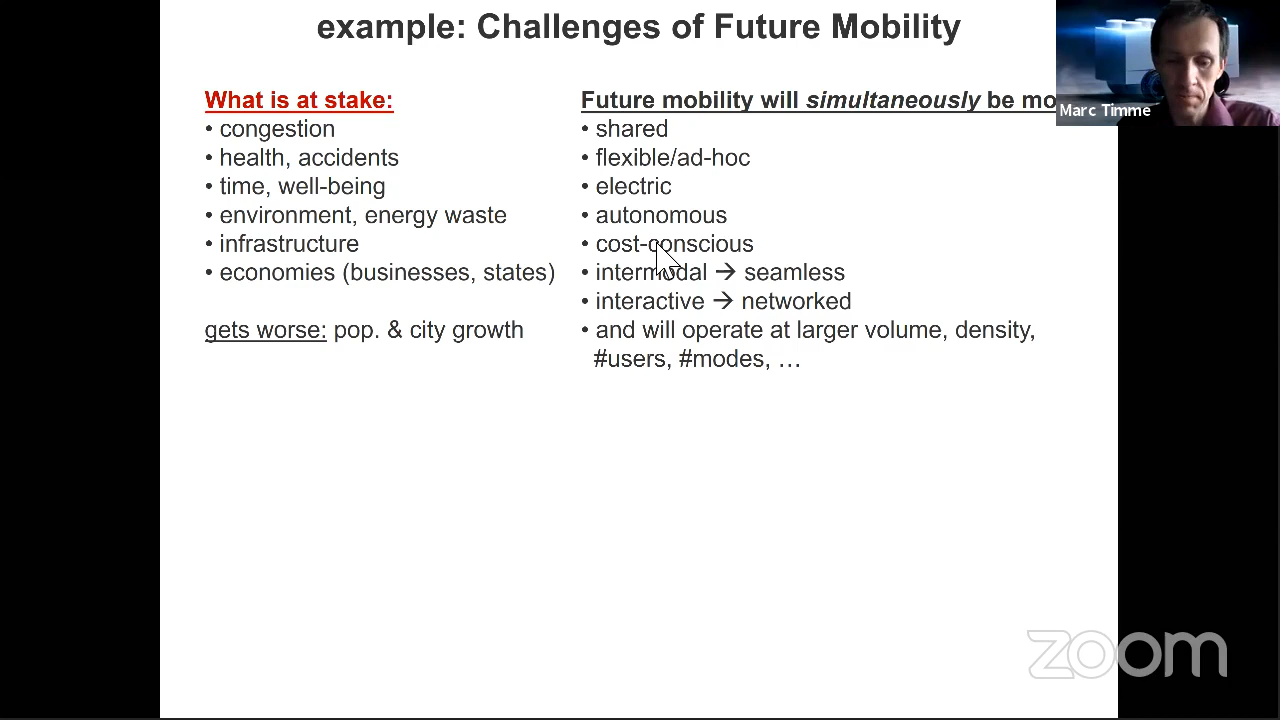 example: Challenges of Future Mobility
What is at stake:
• congestion
• health, accidents
• time, well-being
• environment, energy waste
• infrastructure
• economies (businesses, states)
gets worse: pop. & city growth
Future mobility will simultaneously be mo
• shared
• flexible/ad-hoc
• electric
• autonomous
• cost-conscious
• intermodal → seamless
• interactive → networked
• and will operate at larger volume, density,
#users, #modes, …
Marc Timme
zoom